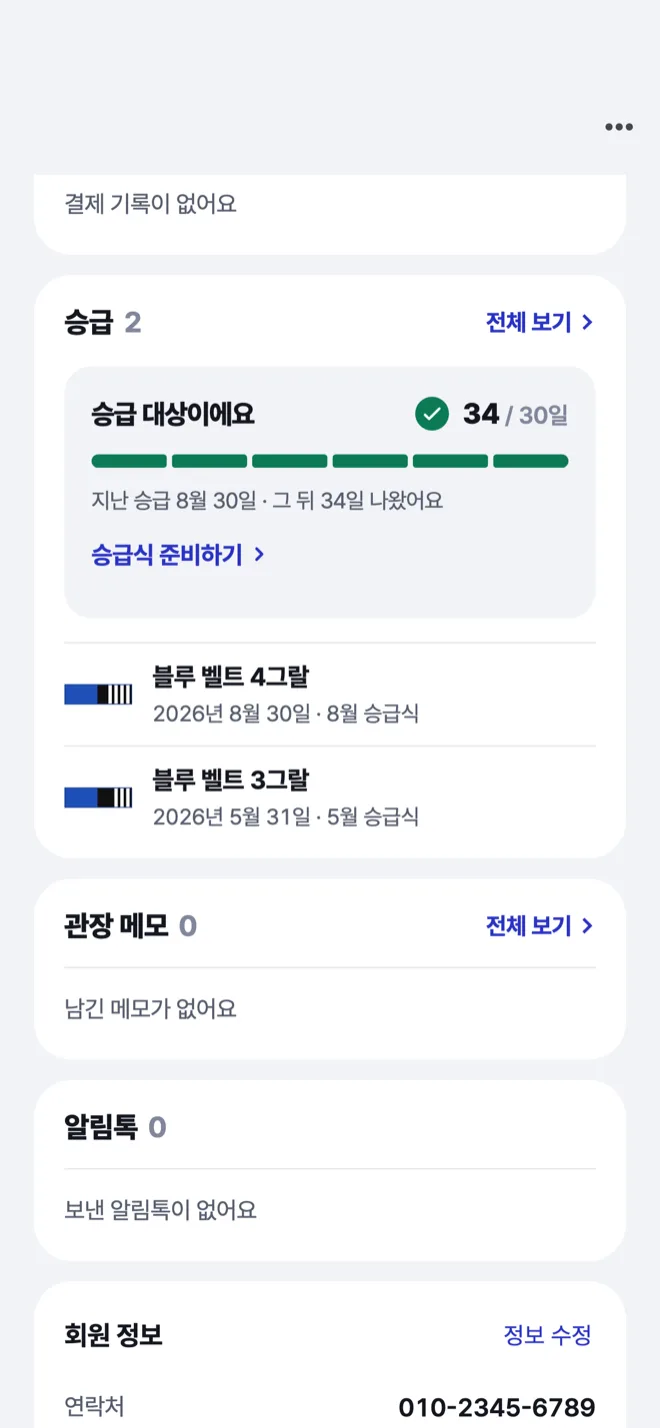 결제 기록이 없어요
승급 2
전체 보기
승급 대상이에요
34 / 30일
지난 승급 8월 30일 · 그 뒤 34일 나왔어요
승급식 준비하기
블루 벨트 4그랄
2026년 8월 30일 · 8월 승급식
블루 벨트 3그랄
2026년 5월 31일 · 5월 승급식
관장 메모 0
전체 보기
남긴 메모가 없어요
알림톡 0
보낸 알림톡이 없어요
회원 정보
정보 수정
연락처
010-2345-6789